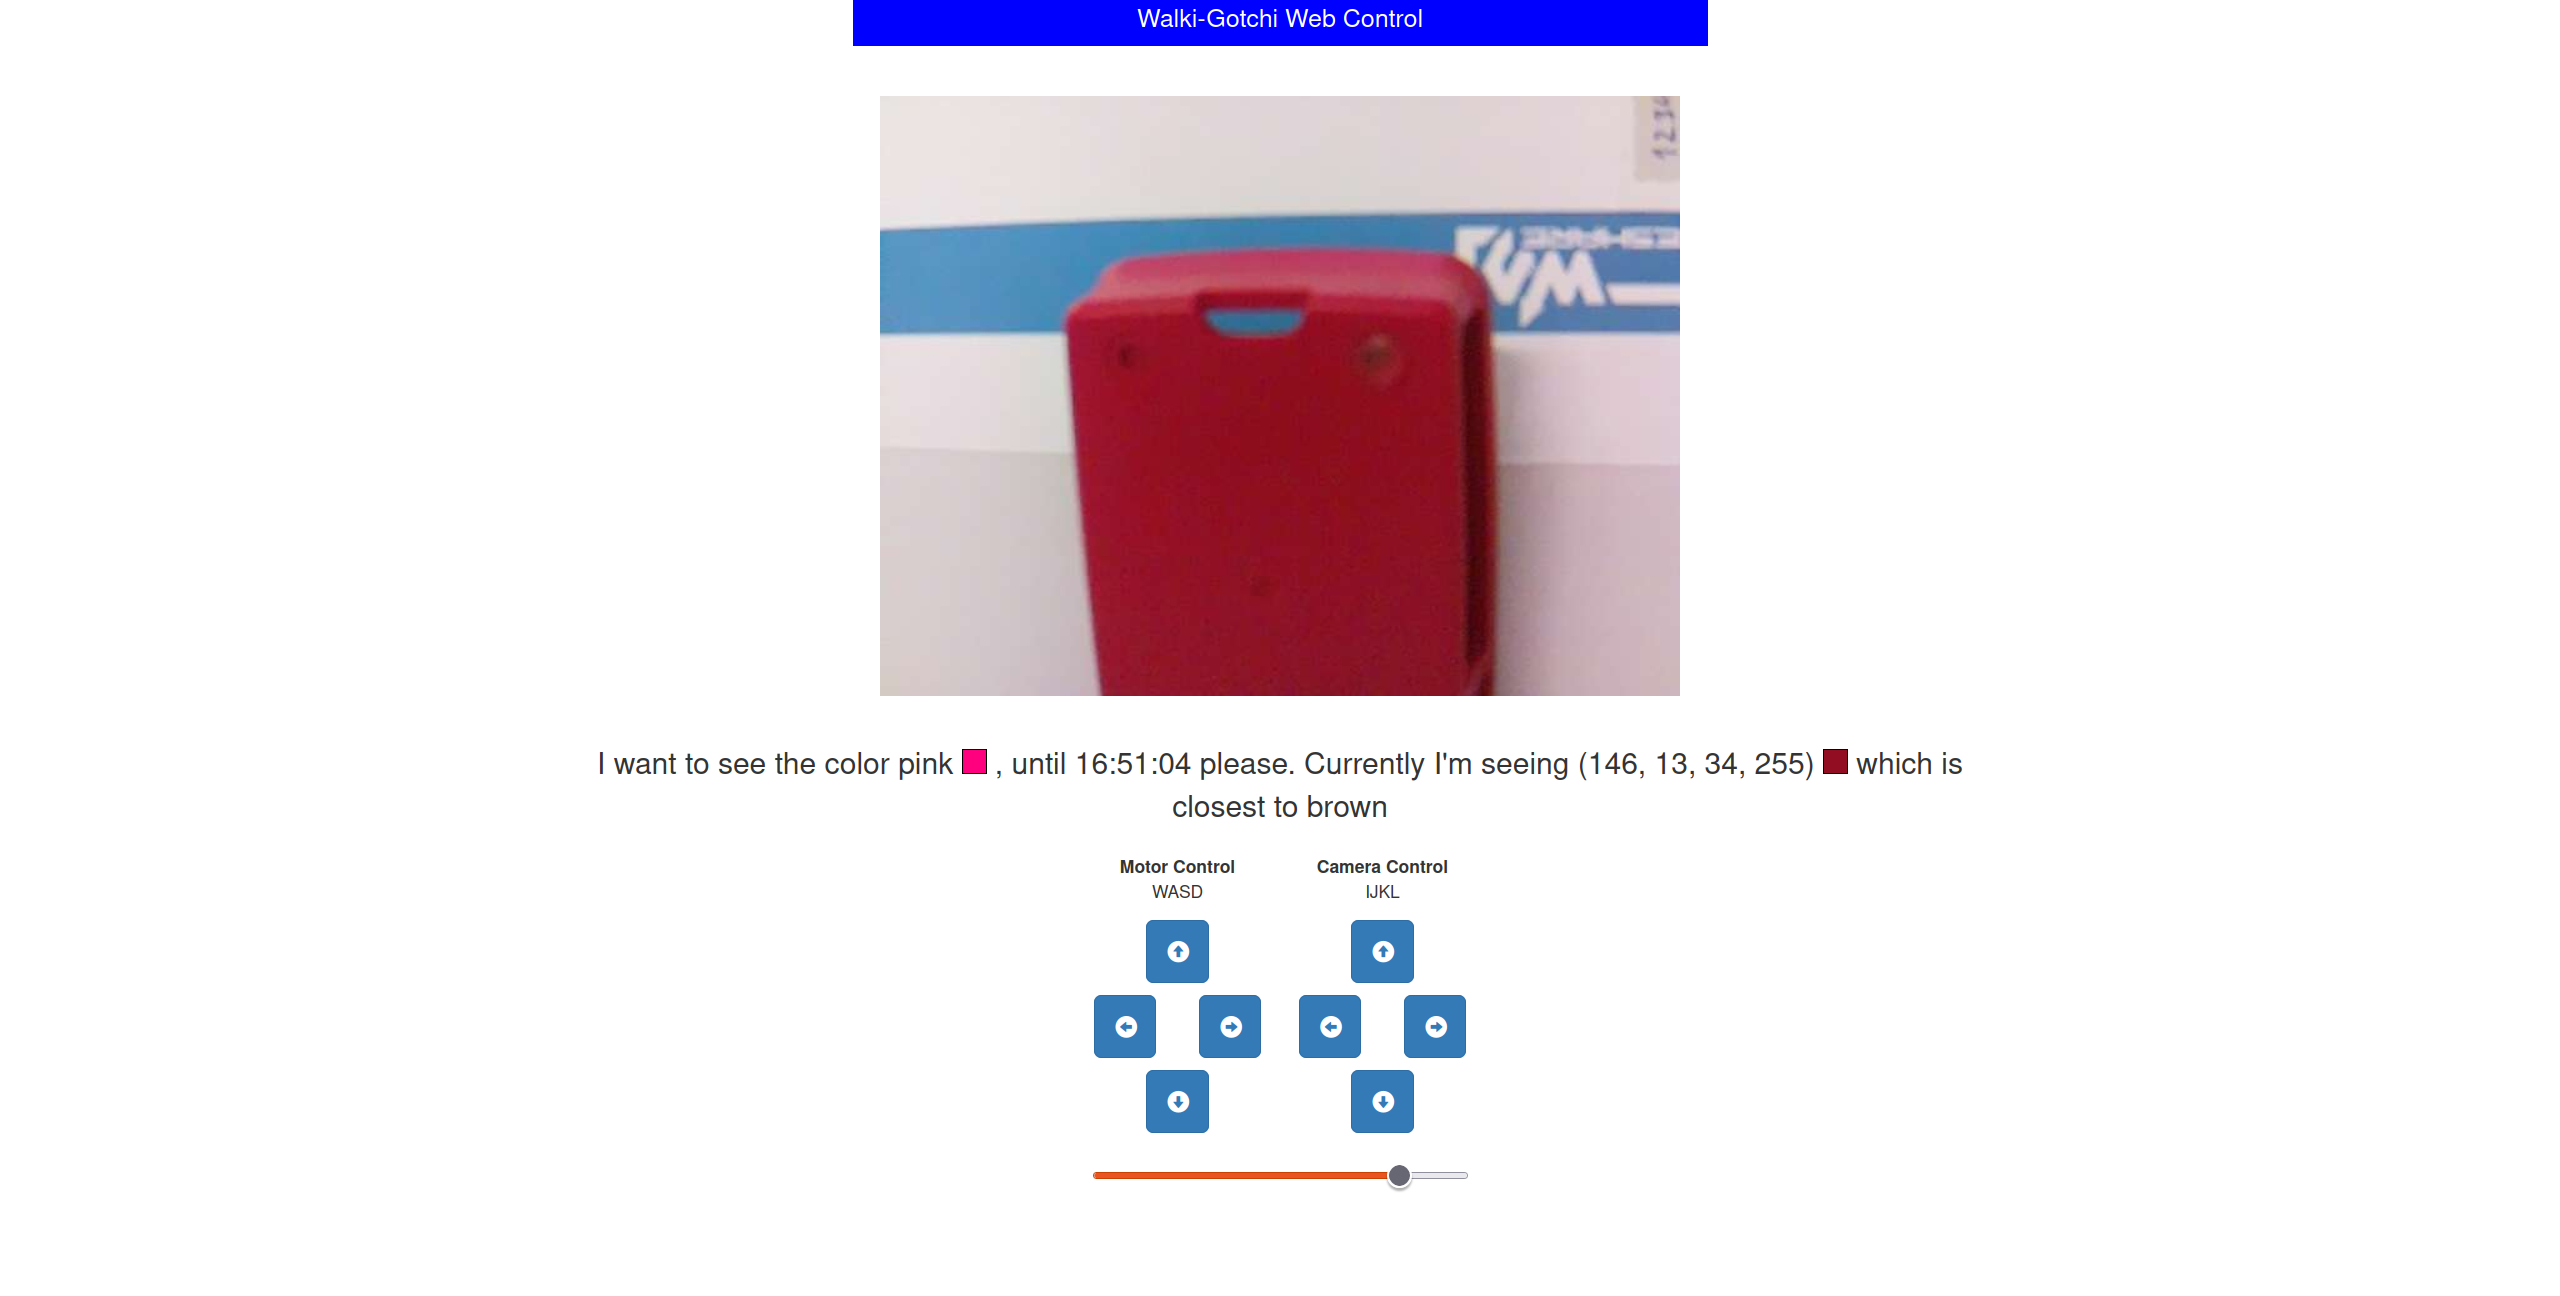 Walki-Gotchi Web Control
I want to see the color pink , until 16:51:04 please. Currently I'm seeing (146, 13, 34, 255) which is
closest to brown
Motor Control
WASD
Camera Control
IJKL